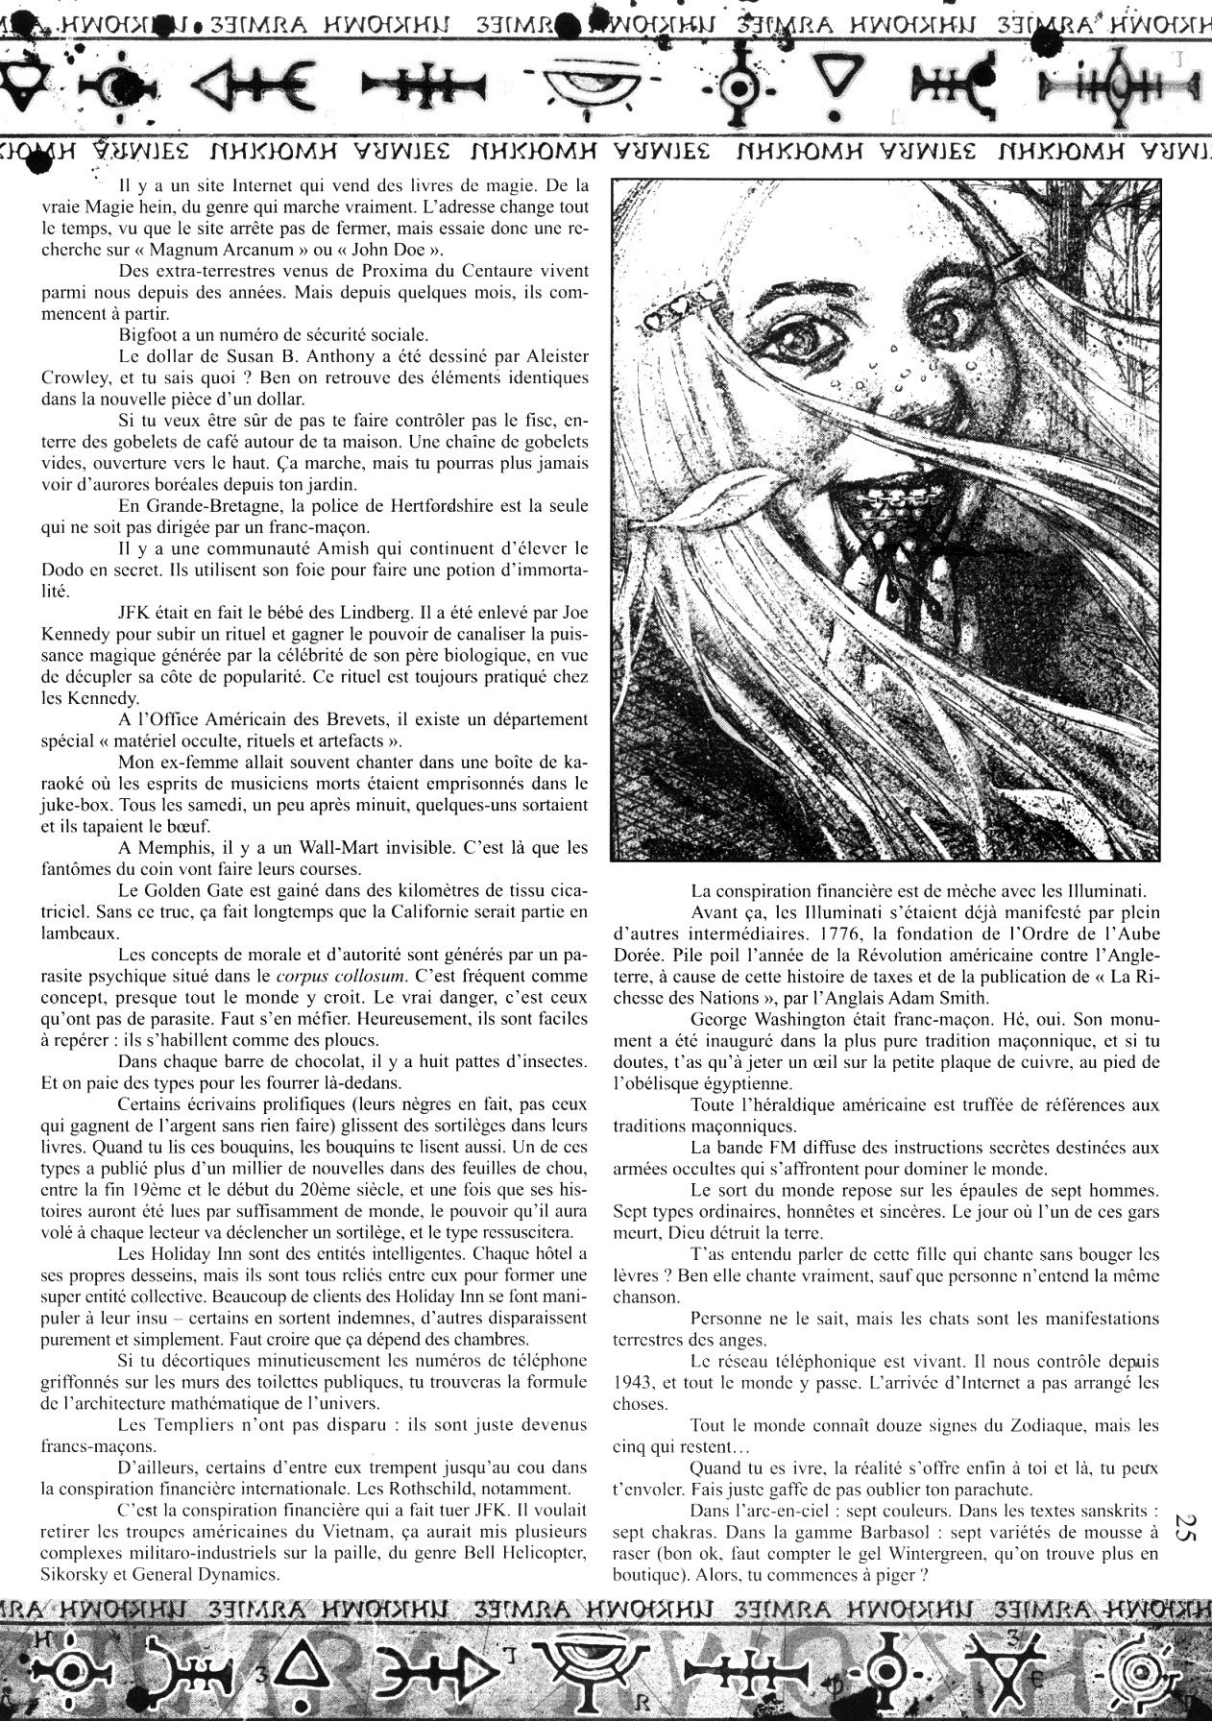 Il y a un site Internet qui vend des livres de magie. De la
vraie Magie hein, du genre qui marche vraiment. L'adresse change tout
le temps, vu que le site arrête pas de fermer, mais essaie donc une re-
cherche sur « Magnum Arcanum » ou « John Doe ».
Des extra-terrestres venus de Proxima du Centaure vivent
parmi nous depuis des années. Mais depuis quelques mois, ils com-
mencent à partir.
Bigfoot a un numéro de sécurité sociale.
Le dollar de Susan B. Anthony a été dessiné par Aleister
Crowley, et tu sais quoi ? Ben on retrouve des éléments identiques
dans la nouvelle pièce d'un dollar.
Si tu veux être sûr de pas te faire contrôler pas le fisc, en-
terre des gobelets de café autour de ta maison. Une chaîne de gobelets
vides, ouverture vers le haut. Ça marche, mais tu pourras plus jamais
voir d'aurores boréales depuis ton jardin.
En Grande-Bretagne, la police de Hertfordshire est la seule
qui ne soit pas dirigée par un franc-maçon.
Il y a une communauté Amish qui continuent d'élever le
Dodo en secret. Ils utilisent son foie pour faire une potion d'immorta-
lité.
JFK était en fait le bébé des Lindberg. Il a été enlevé par Joe
Kennedy pour subir un rituel et gagner le pouvoir de canaliser la puis-
sance magique générée par la célébrité de son père biologique, en vue
de décupler sa côte de popularité. Ce rituel est toujours pratiqué chez
les Kennedy.
A l'Office Américain des Brevets, il existe un département
spécial « matériel occulte, rituels et artefacts ».
Mon ex-femme allait souvent chanter dans une boîte de ka-
raoké où les esprits de musiciens morts étaient emprisonnés dans le
juke-box. Tous les samedi, un peu après minuit, quelques-uns sortaient
et ils tapaient le bœuf.
A Memphis, il y a un Wall-Mart invisible. C'est là que les
fantômes du coin vont faire leurs courses.
Le Golden Gate est gainé dans des kilomètres de tissu cica-
triciel. Sans ce truc, ça fait longtemps que la Californie serait partie en
lambeaux.
Les concepts de morale et d'autorité sont générés par un pa-
rasite psychique situé dans le corpus collosum. C'est fréquent comme
concept, presque tout le monde y croit. Le vrai danger, c'est ceux
qu'ont pas de parasite. Faut s'en méfier. Heureusement, ils sont faciles
à repérer : ils s'habillent comme des ploucs.
Dans chaque barre de chocolat, il y a huit pattes d'insectes.
Et on paie des types pour les fourrer là-dedans.
Certains écrivains prolifiques (leurs nègres en fait, pas ceux
qui gagnent de l'argent sans rien faire) glissent des sortilèges dans leurs
livres. Quand tu lis ces bouquins, les bouquins te lisent aussi. Un de ces
types a publié plus d'un millier de nouvelles dans des feuilles de chou,
entre la fin 19ème et le début du 20ème siècle, et une fois que ses his-
toires auront été lues par suffisamment de monde, le pouvoir qu'il aura
volé à chaque lecteur va déclencher un sortilège, et le type ressuscitera.
Les Holiday Inn sont des entités intelligentes. Chaque hôtel a
ses propres desseins, mais ils sont tous reliés entre eux pour former une
super entité collective. Beaucoup de clients des Holiday Inn se font mani-
puler à leur insu – certains en sortent indemnes, d'autres disparaissent
purement et simplement. Faut croire que ça dépend des chambres.
Si tu décortiques minutieusement les numéros de téléphone
griffonnés sur les murs des toilettes publiques, tu trouveras la formule
de l'architecture mathématique de l'univers.
Les Templiers n'ont pas disparu : ils sont juste devenus
francs-maçons.
D'ailleurs, certains d'entre eux trempent jusqu'au cou dans
la conspiration financière internationale. Les Rothschild, notamment.
C'est la conspiration financière qui a fait tuer JFK. Il voulait
retirer les troupes américaines du Vietnam, ça aurait mis plusieurs
complexes militaro-industriels sur la paille, du genre Bell Helicopter,
Sikorsky et General Dynamics.
La conspiration financière est de mèche avec les Illuminati.
Avant ça, les Illuminati s'étaient déjà manifesté par plein
d'autres intermédiaires. 1776, la fondation de l'Ordre de l'Aube
Dorée. Pile poil l'année de la Révolution américaine contre l'Angle-
terre, à cause de cette histoire de taxes et de la publication de « La Ri-
chesse des Nations », par l'Anglais Adam Smith.
George Washington était franc-maçon. Hé, oui. Son monu-
ment a été inauguré dans la plus pure tradition maçonnique, et si tu
doutes, t'as qu'à jeter un œil sur la petite plaque de cuivre, au pied de
l'obélisque égyptienne.
Toute l'héraldique américaine est truffée de références aux
traditions maçonniques.
La bande FM diffuse des instructions secrètes destinées aux
armées occultes qui s'affrontent pour dominer le monde.
Le sort du monde repose sur les épaules de sept hommes.
Sept types ordinaires, honnêtes et sincères. Le jour où l'un de ces gars
meurt, Dieu détruit la terre.
T'as entendu parler de cette fille qui chante sans bouger les
lèvres ? Ben elle chante vraiment, sauf que personne n'entend la même
chanson.
Personne ne le sait, mais les chats sont les manifestations
terrestres des anges.
Le réseau téléphonique est vivant. Il nous contrôle depuis
1943, et tout le monde y passe. L'arrivée d'Internet a pas arrangé les
choses.
Tout le monde connaît douze signes du Zodiaque, mais les
cinq qui restent…
Quand tu es ivre, la réalité s'offre enfin à toi et là, tu peux
t'envoler. Fais juste gaffe de pas oublier ton parachute.
Dans l'arc-en-ciel : sept couleurs. Dans les textes sanskrits :
sept chakras. Dans la gamme Barbasol : sept variétés de mousse à
raser (bon ok, faut compter le gel Wintergreen, qu'on trouve plus en
boutique). Alors, tu commences à piger ?
25